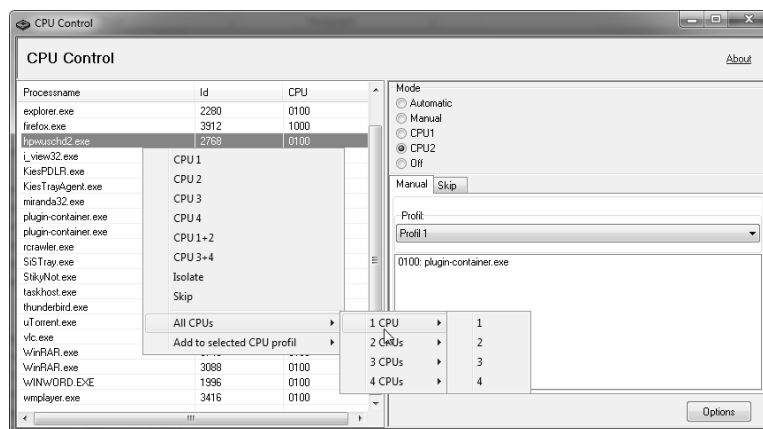 CPU Control
CPU Control
About
Processname Id CPU
explorer.exe 2280 0100
firefox.exe 3912 1000
hpwuschd2.exe 2768 0100
i_view32.exe
KiesPDLR.exe
KiesTrayAgent.exe
miranda32.exe
plugin-container.exe
plugin-container.exe
rcrawler.exe
SiSTray.exe
StikyNot.exe
taskhost.exe
thunderbird.exe
uTorrent.exe
vlc.exe
WinRAR.exe
WinRAR.exe 3088 0100
WINWORD.EXE 1996 0100
wmplayer.exe 3416 0100
CPU 1
CPU 2
CPU 3
CPU 4
CPU 1+2
CPU 3+4
Isolate
Skip
All CPUs
Add to selected CPU profil
1 CPU
2 CPUs
3 CPUs
4 CPUs
1
2
3
4
Mode
Automatic
Manual
CPU1
CPU2
Off
Manual Skip
Profil:
Profil 1
0100: plugin-container.exe
Options